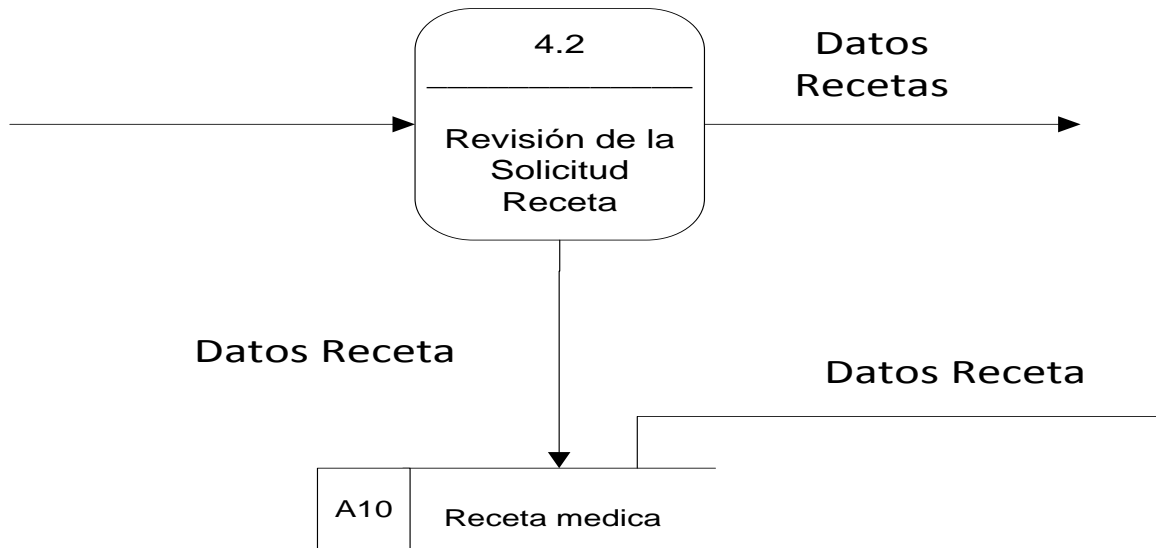 4.2
Revisión de la
Solicitud
Receta
Datos
Recetas
Datos Receta
Datos Receta
A10
Receta medica